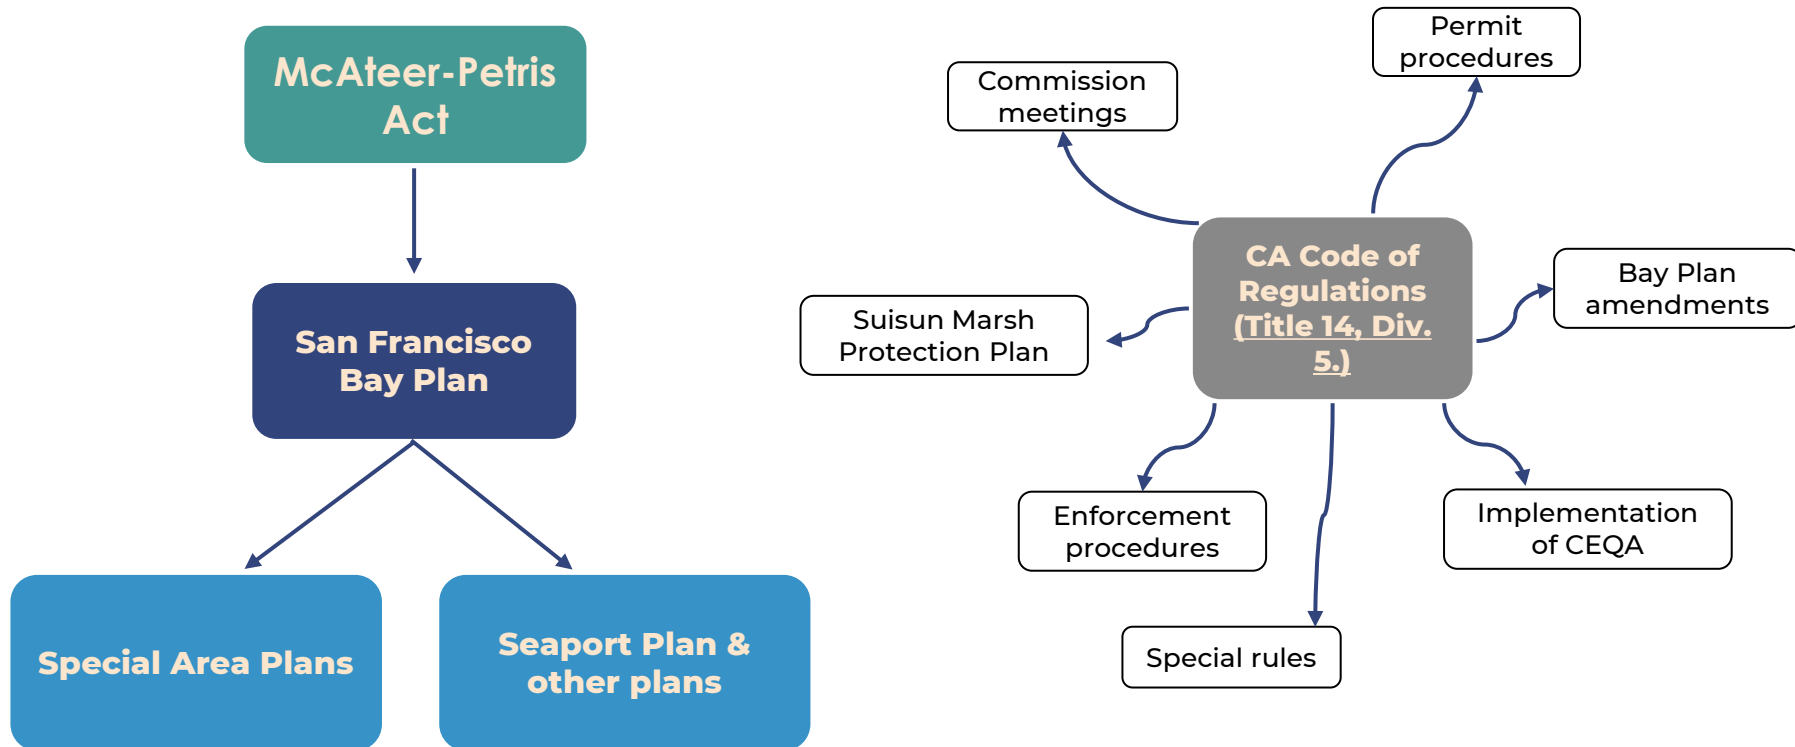 McAteer-Petris
Act
San Francisco
Bay Plan
Special Area Plans
Seaport Plan &
other plans
Permit
procedures
Commission
meetings
CA Code of
Regulations
(Title 14, Div.
5.)
Bay Plan
amendments
Suisun Marsh
Protection Plan
Enforcement
procedures
Implementation
of CEQA
Special rules